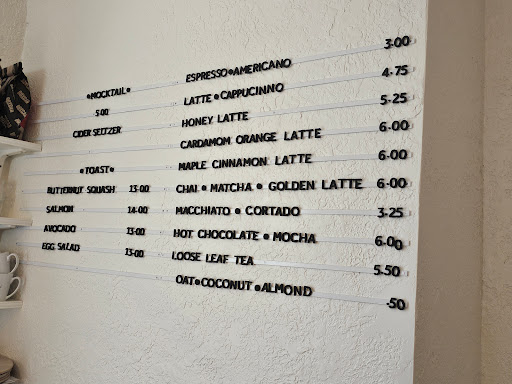 •MOCKTAIL•
5.00
CIDER SELTZER
•TOAST•
BUTTERNUT SQUASH 13.00
SALMON 14.00
AVOCADO 13.00
EGG SALAD 13.00
ESPRESSO•AMERICANO 3.00
LATTE•CAPPUCINNO 4.75
HONEY LATTE 5.25
CARDAMOM ORANGE LATTE 6.00
MAPLE CINNAMON LATTE 6.00
CHAI•MATCHA•GOLDEN LATTE 6.00
MACCHIATO•CORTADO 3.25
HOT CHOCOLATE•MOCHA 6.00
LOOSE LEAF TEA 5.50
OAT•COCONUT•ALMOND .50